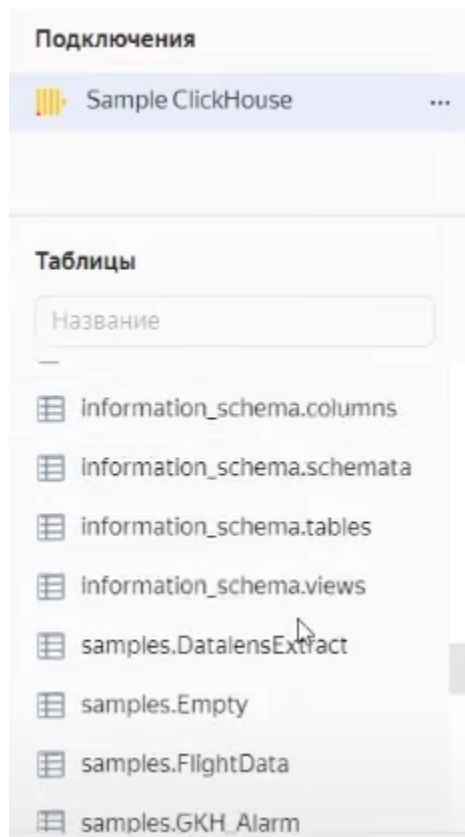 Подключения
Sample ClickHouse
...
Таблицы
Название
information_schema.columns
information_schema.schemata
information_schema.tables
information_schema.views
samples.DatalensExtract
samples.Empty
samples.FlightData
samples.GKH_Alarm